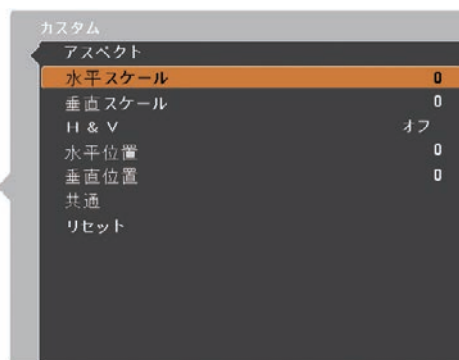 カスタム
アスペクト
水平スケール 0
垂直スケール 0
H & V オフ
水平位置 0
垂直位置 0
共通
リセット